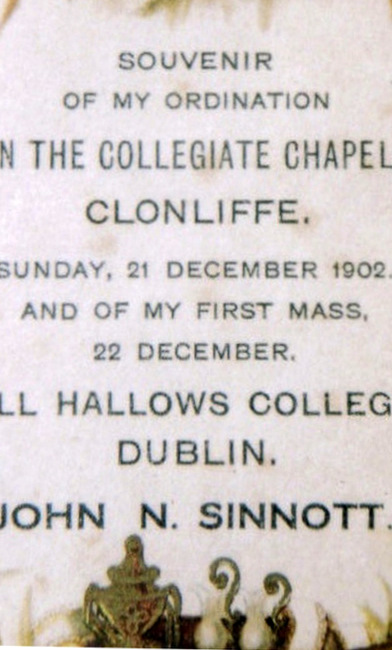 SOUVENIR
OF MY ORDINATION
N THE COLLEGIATE CHAPEL
CLONLIFFE.
SUNDAY, 21 DECEMBER 1902.
AND OF MY FIRST MASS,
22 DECEMBER.
LL HALLOWS COLLEG
DUBLIN.
JOHN N. SINNOTT.